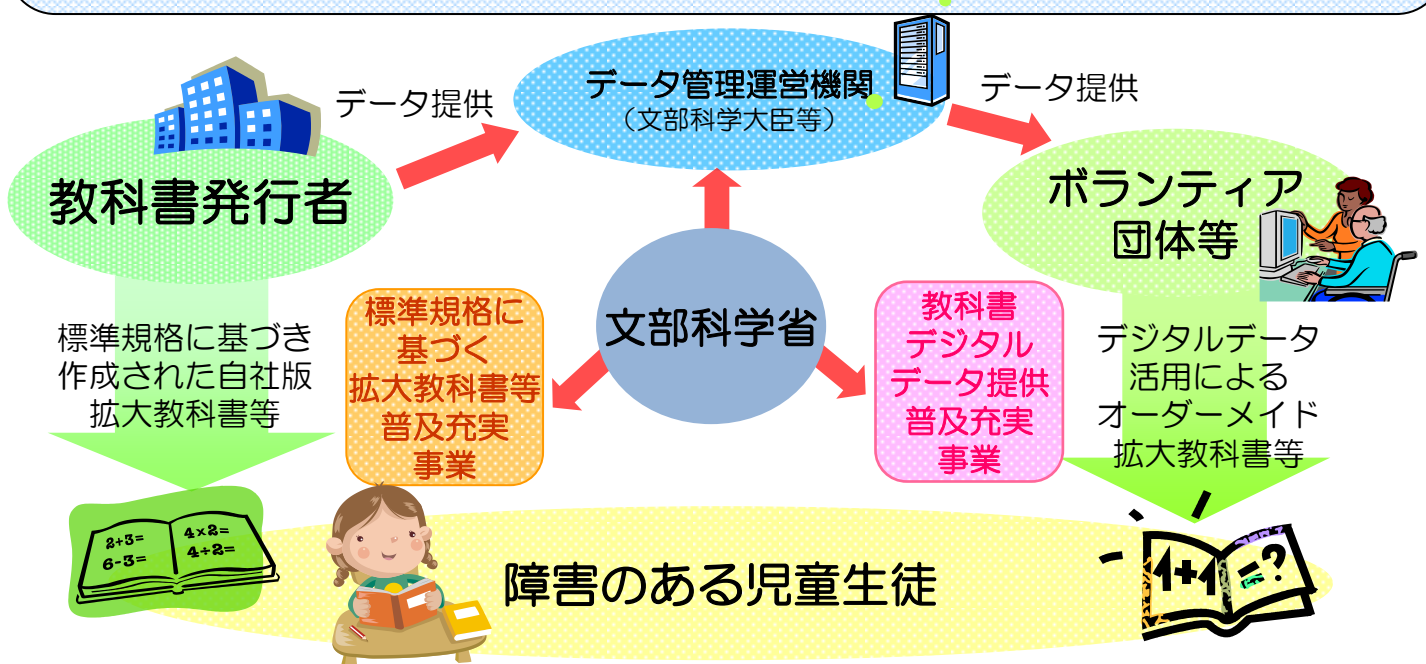 データ提供
データ管理運営機関
（文部科学大臣等）
データ提供
教科書発行者
ボランティア
団体等
文部科学省
標準規格に基づき
作成された自社版
拡大教科書等
標準規格に
基づく
拡大教科書等
普及充実
事業
教科書
デジタル
データ提供
普及充実
事業
デジタルデータ
活用による
オーダーメイド
拡大教科書等
2+3=
6-3=
4×2=
4÷2=
障害のある児童生徒
1+1
=?